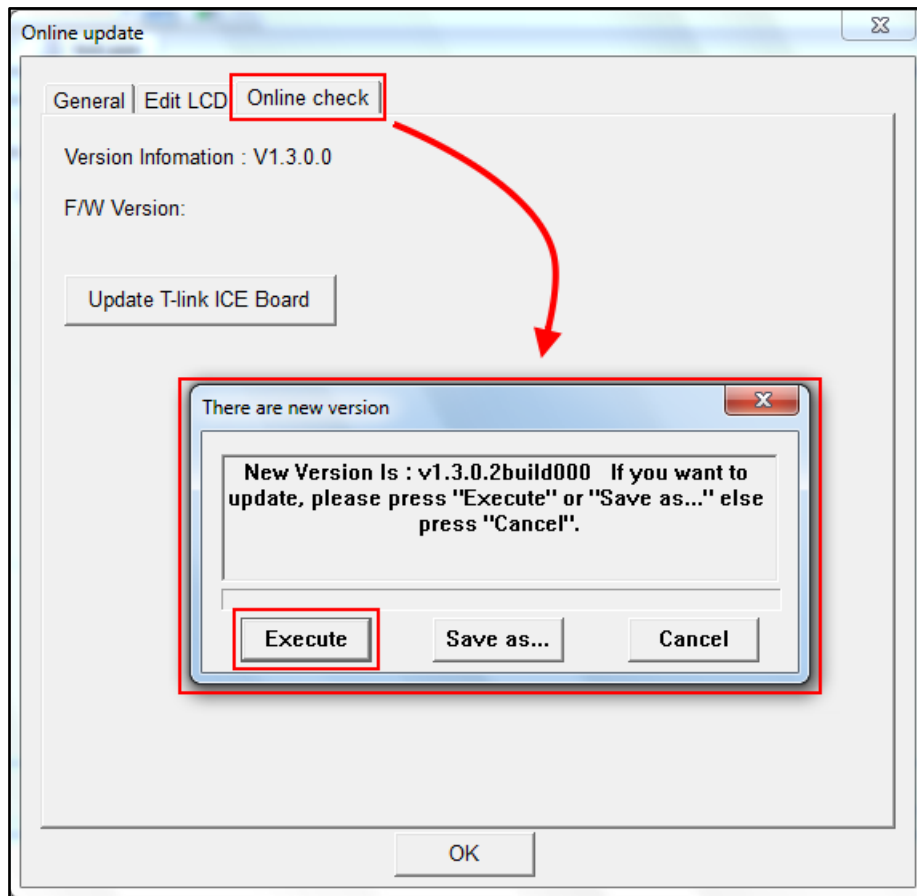 Online update
General Edit LCD Online check
Version Infomation : V1.3.0.0
F/W Version:
Update T-link ICE Board
There are new version
New Version Is : v1.3.0.2build000 If you want to
update, please press "Execute" or "Save as..." else
press "Cancel".
Execute Save as... Cancel
OK